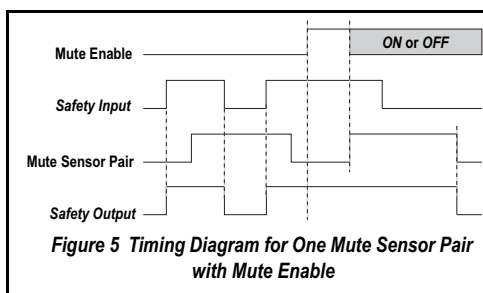 ON or OFF
Mute Enable
Safety Input
Mute Sensor Pair
Safety Output
Figure 5 Timing Diagram for One Mute Sensor Pair
with Mute Enable